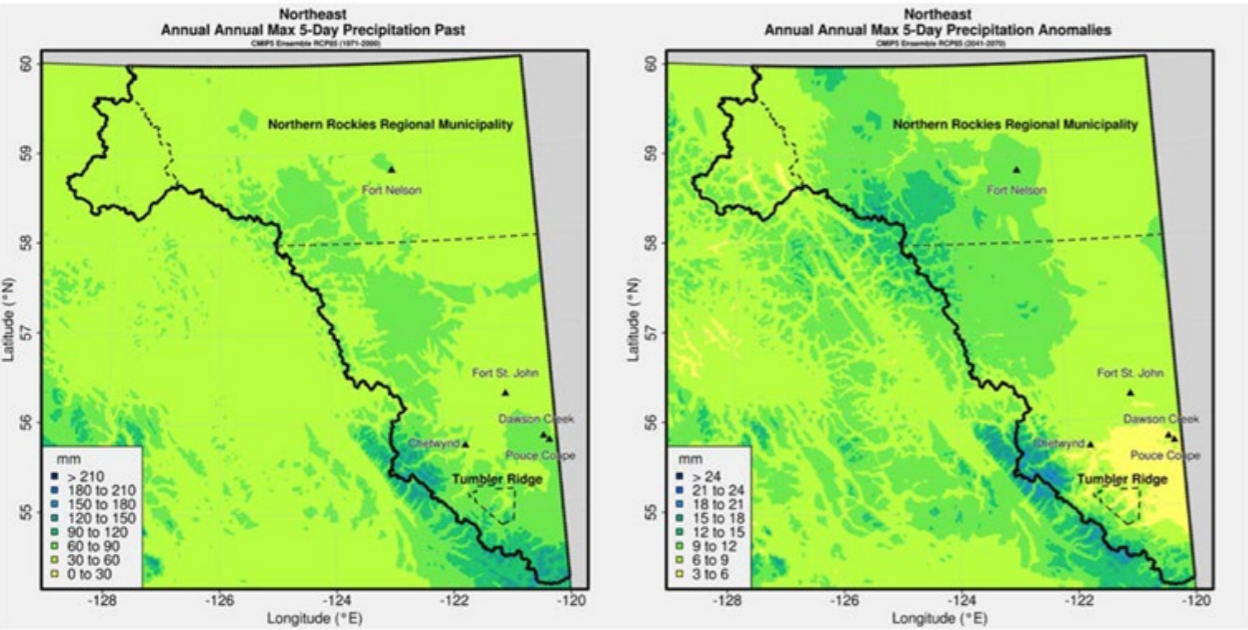 Northeast
Annual Annual Max 5-Day Precipitation Past
CMIP5 Ensemble RCP85 (1971-2000)
60
59
58
57
56
55
Latitude (°N)
Northern Rockies Regional Municipality
Fort Nelson
Fort St. John
Dawson Creek
Chetwynd
Pouce Coupe
Tumbler Ridge
mm
> 210
180 to 210
150 to 180
120 to 150
90 to 120
60 to 90
30 to 60
0 to 30
-128
-126
-124
-122
-120
Longitude (°E)
Northeast
Annual Annual Max 5-Day Precipitation Anomalies
CMIP5 Ensemble RCP85 (2041-2070)
60
59
58
57
56
55
Latitude (°N)
Northern Rockies Regional Municipality
Fort Nelson
Fort St. John
Dawson Creek
Chetwynd
Pouce Coupe
Tumbler Ridge
mm
> 24
21 to 24
18 to 21
15 to 18
12 to 15
9 to 12
6 to 9
3 to 6
-128
-126
-124
-122
-120
Longitude (°E)